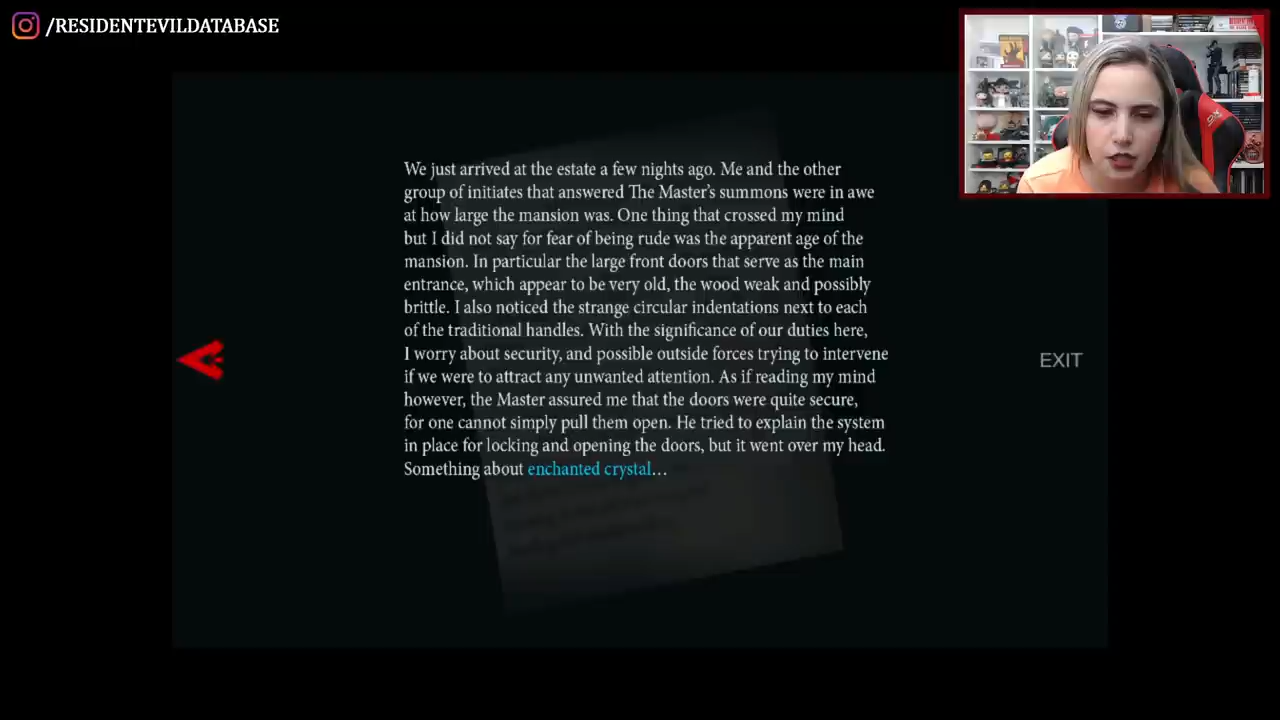 /RESIDENTEVILDATABASE
We just arrived at the estate a few nights ago. Me and the other
group of initiates that answered The Master's summons were in awe
at how large the mansion was. One thing that crossed my mind
but I did not say for fear of being rude was the apparent age of the
mansion. In particular the large front doors that serve as the main
entrance, which appear to be very old, the wood weak and possibly
brittle. I also noticed the strange circular indentations next to each
of the traditional handles. With the significance of our duties here,
I worry about security, and possible outside forces trying to intervene
if we were to attract any unwanted attention. As if reading my mind
however, the Master assured me that the doors were quite secure,
for one cannot simply pull them open. He tried to explain the system
in place for locking and opening the doors, but it went over my head.
Something about enchanted crystal…
EXIT